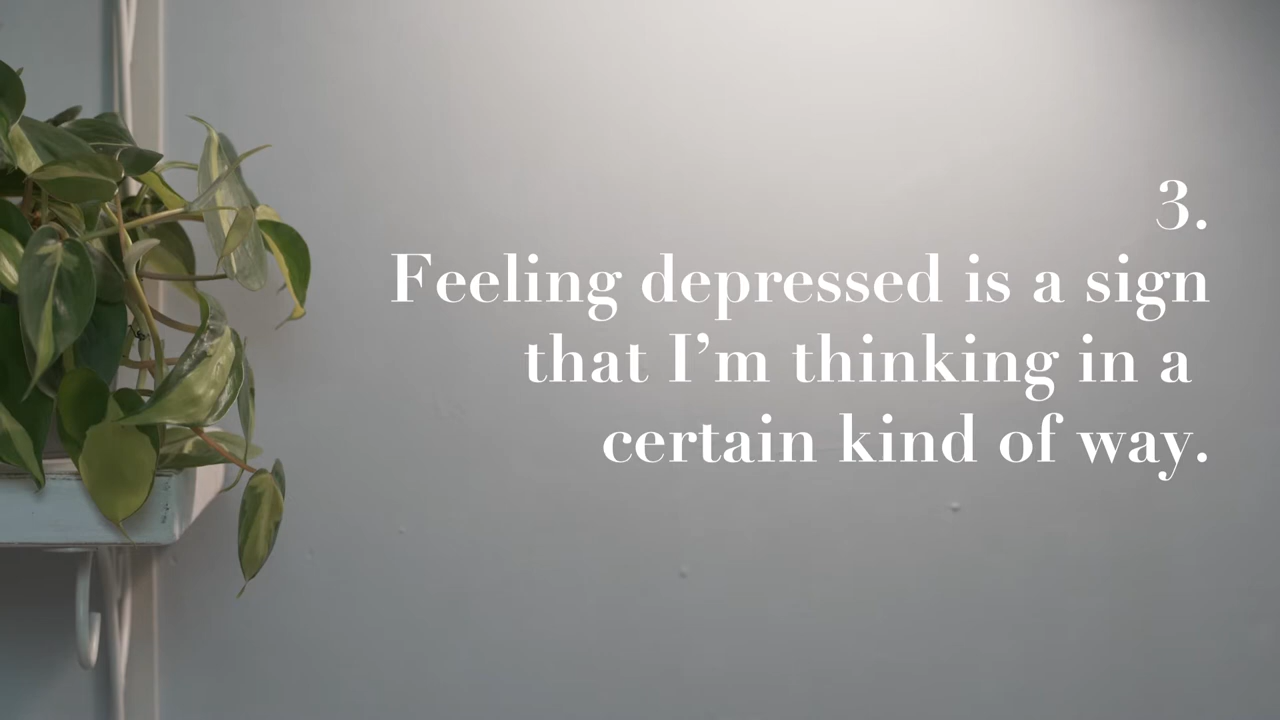 3.
Feeling depressed is a sign
that I’m thinking in a
certain kind of way.